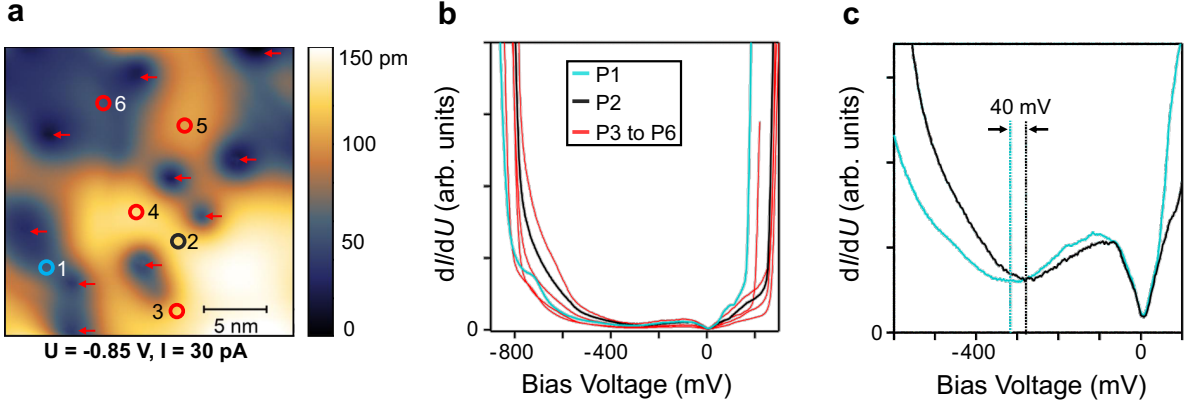 a
b
c
6
5
4
2
1
3
5 nm
150 pm
100
50
0
U = -0.85 V, I = 30 pA
P1
P2
P3 to P6
dI/dU (arb. units)
0
-800
-400
0
Bias Voltage (mV)
40 mV
dI/dU (arb. units)
0
-400
0
Bias Voltage (mV)